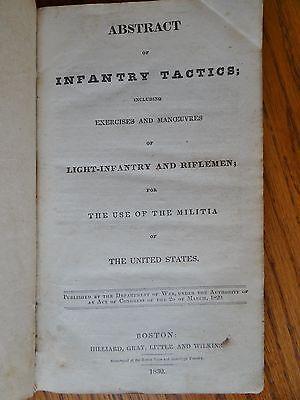 ABSTRACT
OF
INFANTRY TACTICS;
INCLUDING
EXERCISES AND MANŒUVRES
OF
LIGHT-INFANTRY AND RIFLEMEN;
FOR
THE USE OF THE MILITIA
OF
THE UNITED STATES.
PUBLISHED BY THE DEPARTMENT OF WAR, UNDER THE AUTHORITY OF
AN ACT OF CONGRESS OF THE 2D OF MARCH, 1829.
BOSTON:
HILLIARD, GRAY, LITTLE AND WILKINS.
1830.